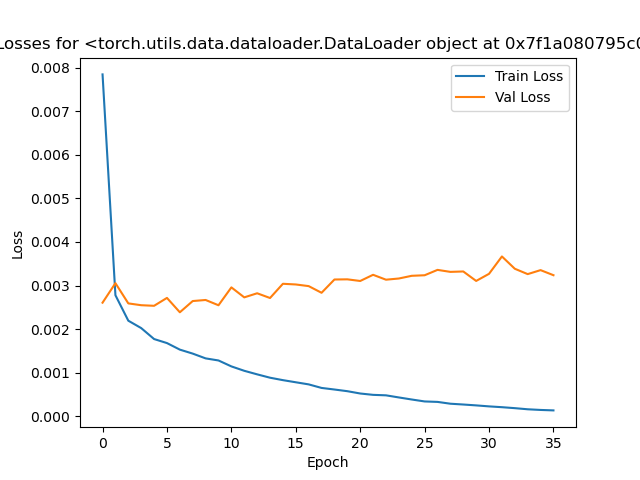 Losses for <torch.utils.data.dataloader.DataLoader object at 0x7f1a080795c0
Train Loss
Val Loss
0.008
0.007
0.006
0.005
0.004
0.003
0.002
0.001
0.000
Loss
0 5 10 15 20 25 30 35
Epoch